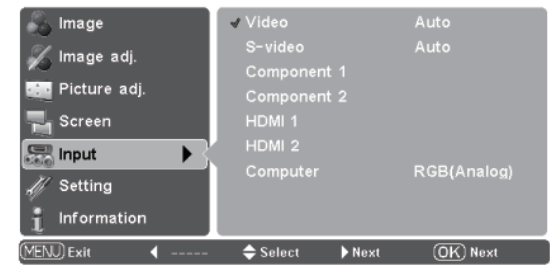 Image
Image adj.
Picture adj.
Screen
Input
Setting
Information
Video Auto
S-video Auto
Component 1
Component 2
HDMI 1
HDMI 2
Computer RGB(Analog)
MENU Exit ----- Select Next OK Next